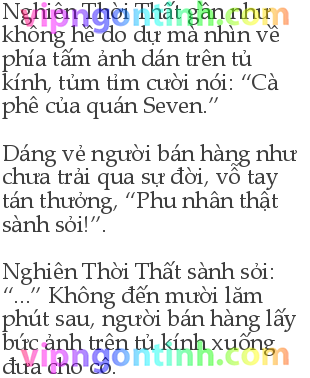 Nghiên Thời Thất gần như
không hề do dự mà nhìn về
phía tấm ảnh dán trên tủ
kính, tủm tỉm cười nói: “Cà
phê của quán Seven.”
Dáng vẻ người bán hàng như
chưa trải qua sự đời, vỗ tay
tán thưởng, “Phu nhân thật
sành sỏi!”.
Nghiên Thời Thất sành sỏi:
“...” Không đến mười lăm
phút sau, người bán hàng lấy
bức ảnh trên tủ kính xuống
đưa cho cô.
vipngontinh.com
vipngontinh.com